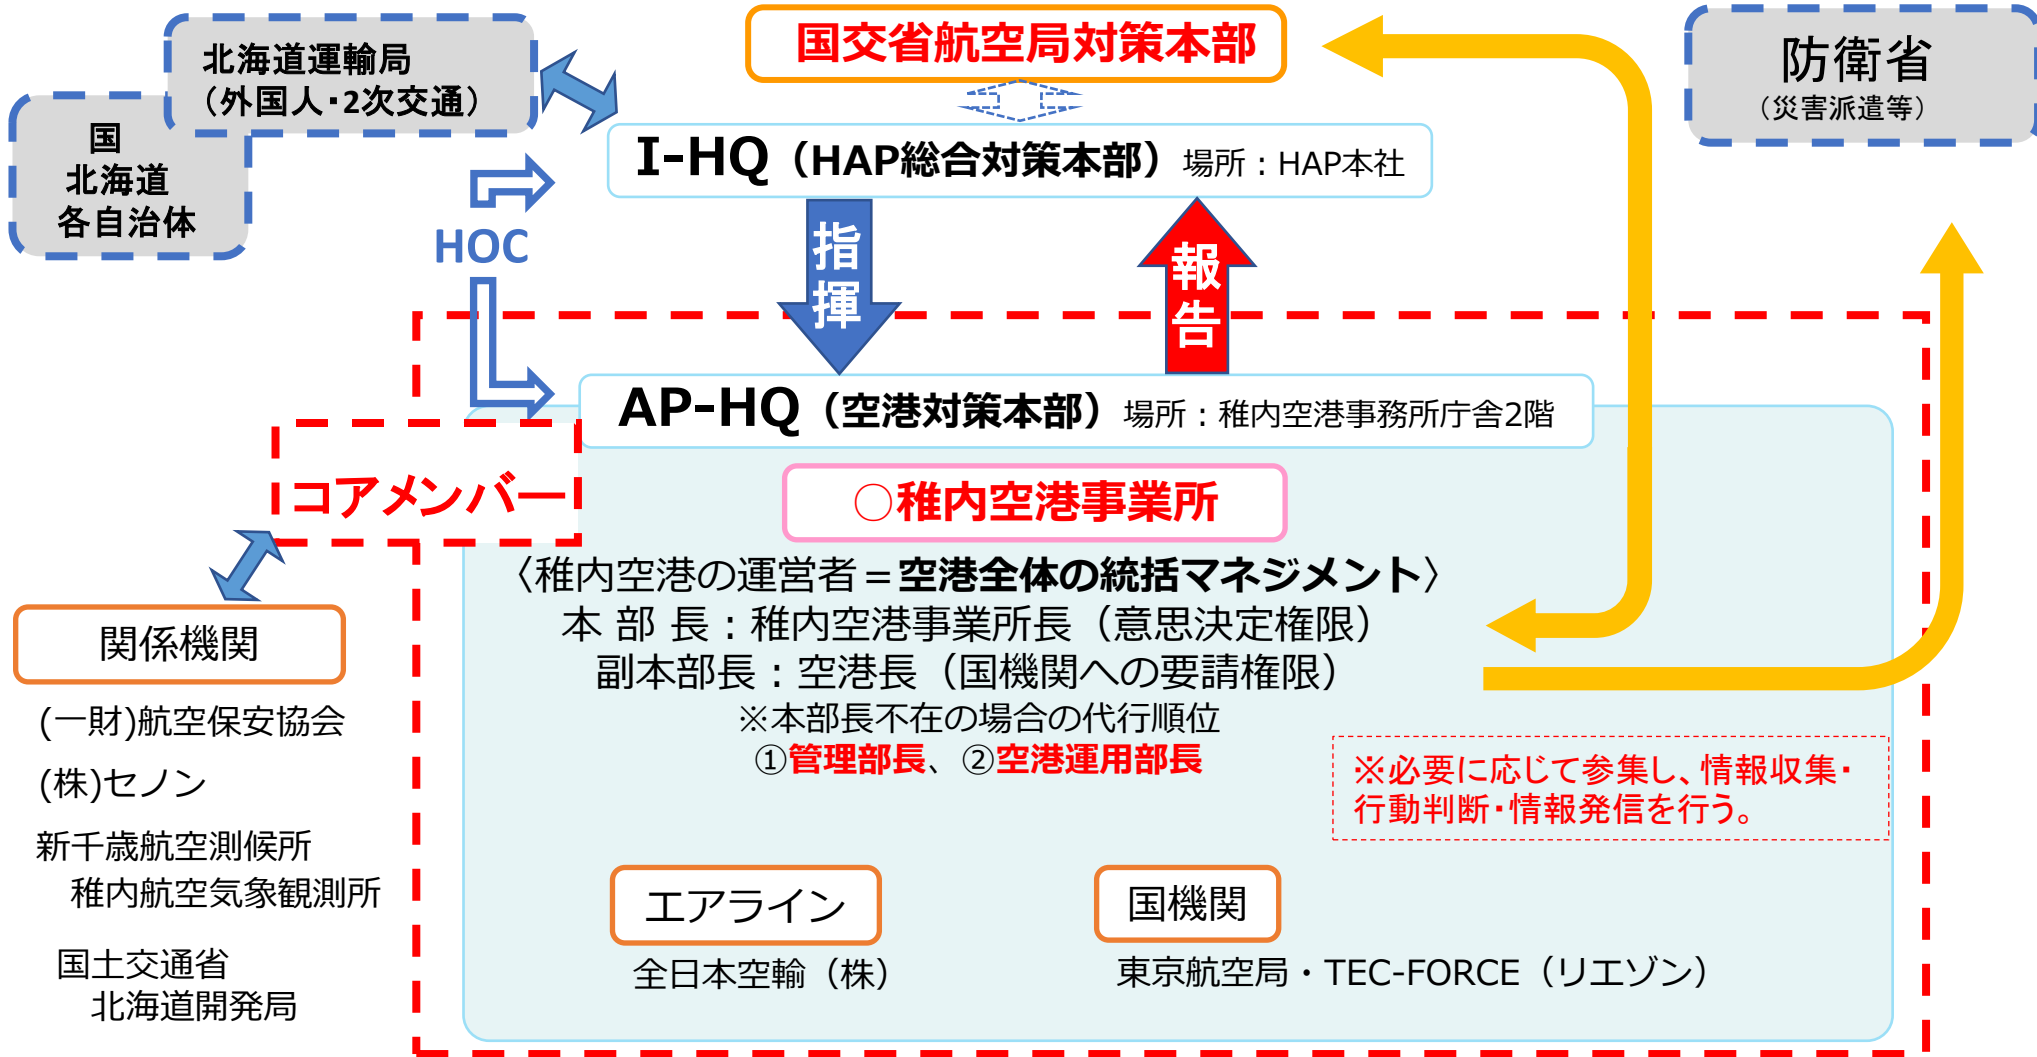 国交省航空局対策本部
防衛省
（災害派遣等）
北海道運輸局
（外国人・2次交通）
国
北海道
各自治体
I-HQ（HAP総合対策本部）場所：HAP本社
HOC
指揮
報告
AP-HQ（空港対策本部）場所：稚内空港事務所庁舎2階
コアメンバー
○稚内空港事業所
〈稚内空港の運営者＝空港全体の統括マネジメント〉
本 部 長：稚内空港事業所長（意思決定権限）
副本部長：空港長（国機関への要請権限）
※本部長不在の場合の代行順位
①管理部長、②空港運用部長
※必要に応じて参集し、情報収集・
行動判断・情報発信を行う。
関係機関
(一財)航空保安協会
(株)セノン
新千歳航空測候所
稚内航空気象観測所
国土交通省
北海道開発局
エアライン
全日本空輸（株）
国機関
東京航空局・TEC-FORCE（リエゾン）